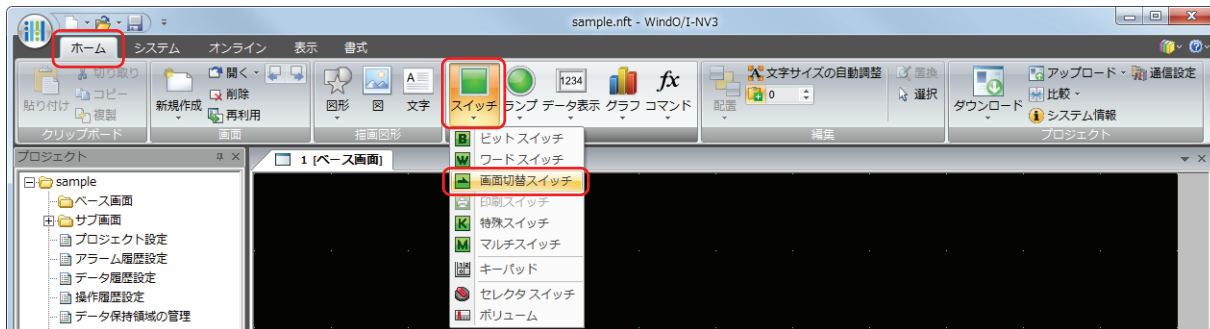 sample.nft - WindO/I-NV3
ホーム システム オンライン 表示 書式
貼り付け 切り取り コピー 複製
クリップボード
新規作成 開く 削除 再利用
画面
図形 図 文字
描画図形
スイッチ ランプ 1234 データ表示 グラフ fx コマンド
配置 文字サイズの自動調整 0 置換 選択
編集
ダウンロード アップロード 比較 システム情報 通信設定
プロジェクト
プロジェクト
sample
ベース画面
サブ画面
プロジェクト設定
アラーム履歴設定
データ履歴設定
操作履歴設定
データ保持領域の管理
1 [ベース画面]
B ビットスイッチ
W ワードスイッチ
画面切替スイッチ
印刷スイッチ
K 特殊スイッチ
M マルチスイッチ
キーパッド
セレクタスイッチ
ボリューム